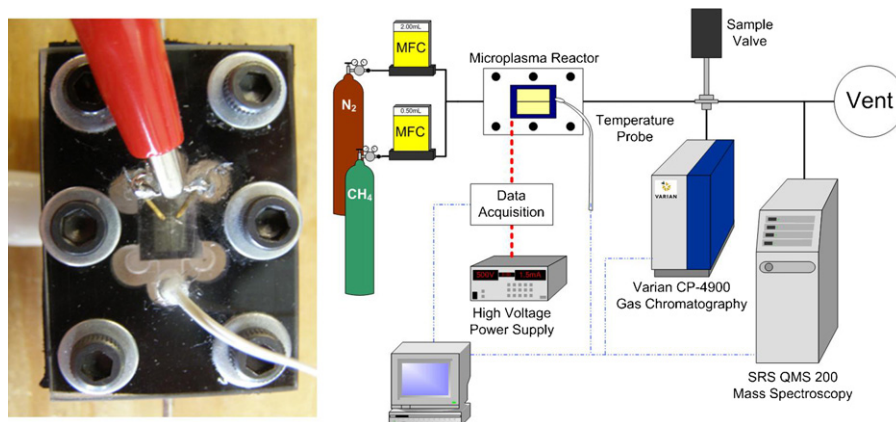 2.00mL
MFC
N2
0.50mL
MFC
CH4
Microplasma Reactor
Sample
Valve
Vent
Temperature
Probe
Data
Acquisition
VARIAN
500V
1.5mA
High Voltage
Power Supply
Varian CP-4900
Gas Chromatography
SRS QMS 200
Mass Spectroscopy